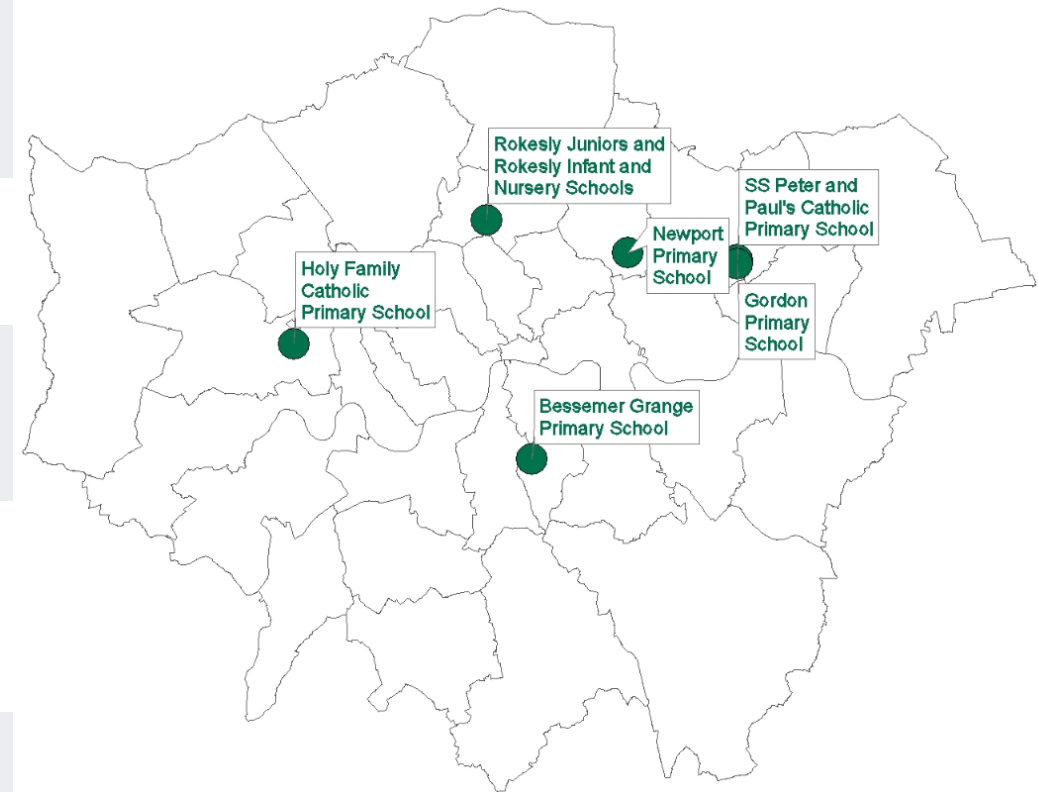 Rokesly Juniors and
Rokesly Infant and
Nursery Schools
SS Peter and
Paul's Catholic
Primary School
Newport
Primary
School
Holy Family
Catholic
Primary School
Gordon
Primary
School
Bessemer Grange
Primary School